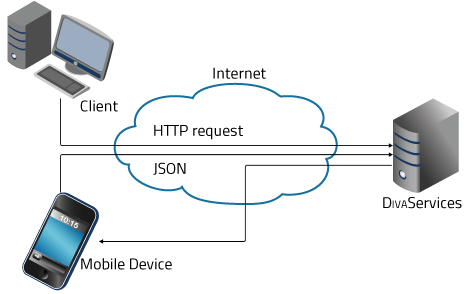 Internet
Client
HTTP request
JSON
DIVASERVICES
10:15
Mobile Device